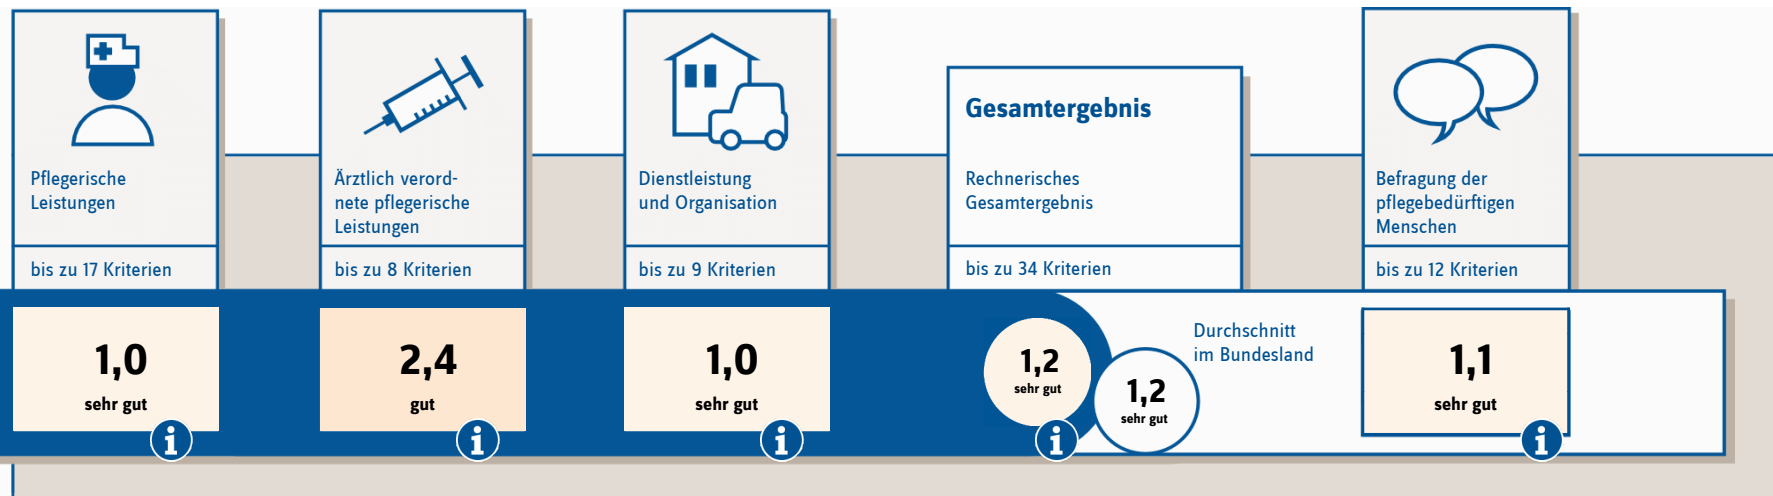 Pflegerische
Leistungen
bis zu 17 Kriterien
1,0
sehr gut
i
Ärztlich verord-
nete pflegerische
Leistungen
bis zu 8 Kriterien
2,4
gut
i
Dienstleistung
und Organisation
bis zu 9 Kriterien
1,0
sehr gut
i
Gesamtergebnis
Rechnerisches
Gesamtergebnis
bis zu 34 Kriterien
1,2
sehr gut
i
1,2
sehr gut
Durchschnitt
im Bundesland
Befragung der
pflegebedürftigen
Menschen
bis zu 12 Kriterien
1,1
sehr gut
i